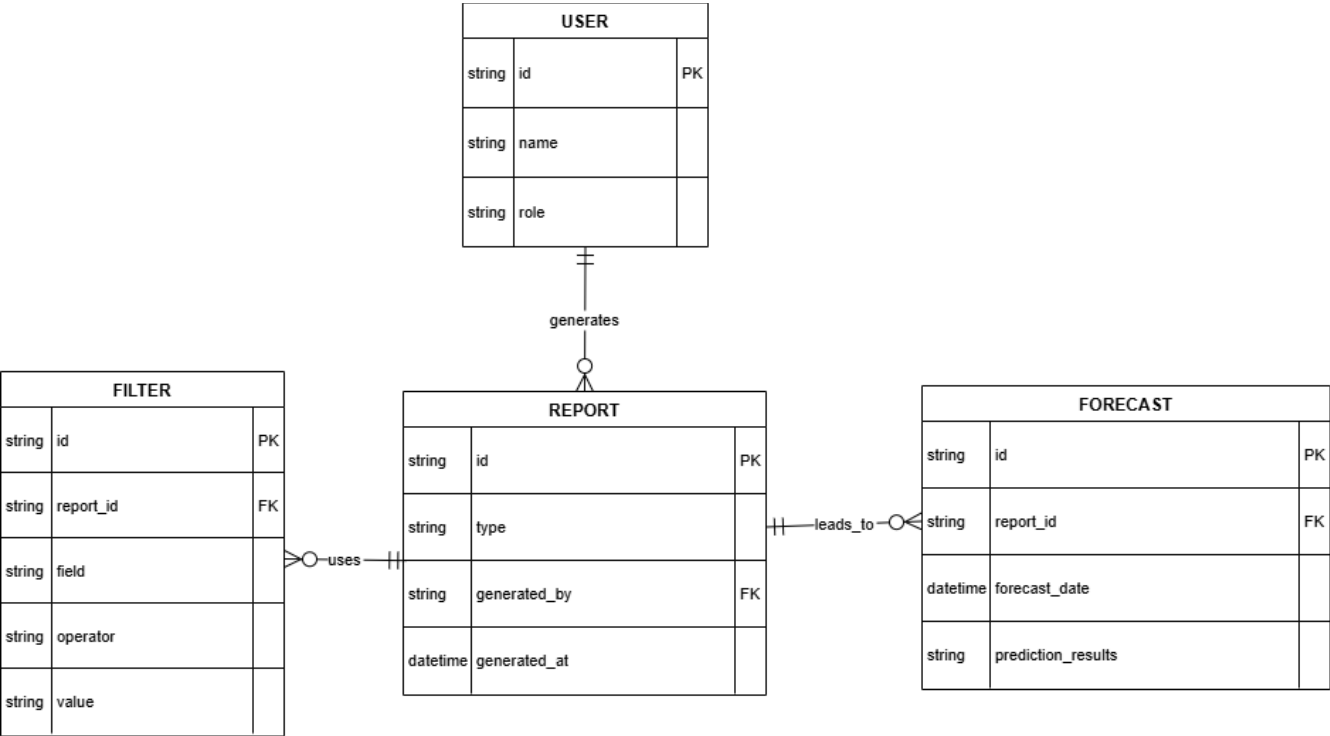 USER
string id PK
string name
string role
generates
FILTER
string id PK
string report_id FK
string field
string operator
string value
uses
REPORT
string id PK
string type
string generated_by FK
datetime generated_at
leads_to
FORECAST
string id PK
string report_id FK
datetime forecast_date
string prediction_results